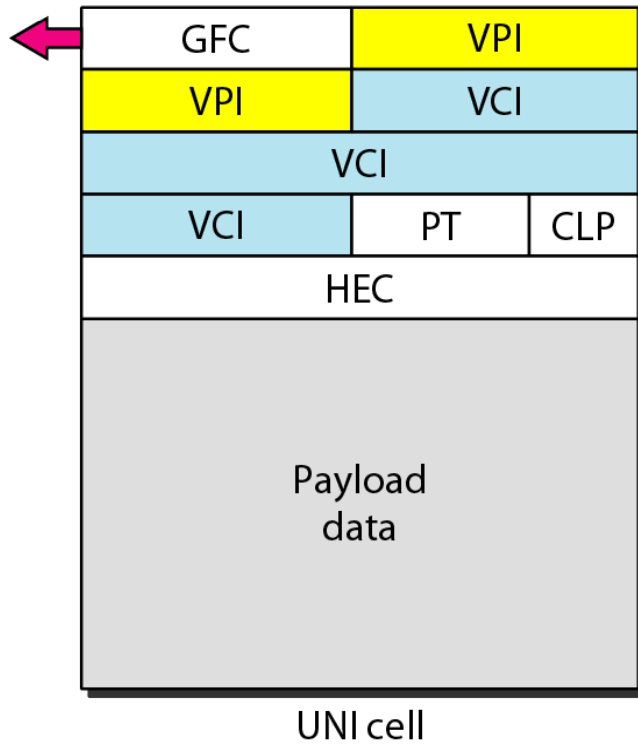 GFC VPI
VPI VCI
VCI
VCI PT CLP
HEC
Payload
data
UNI cell